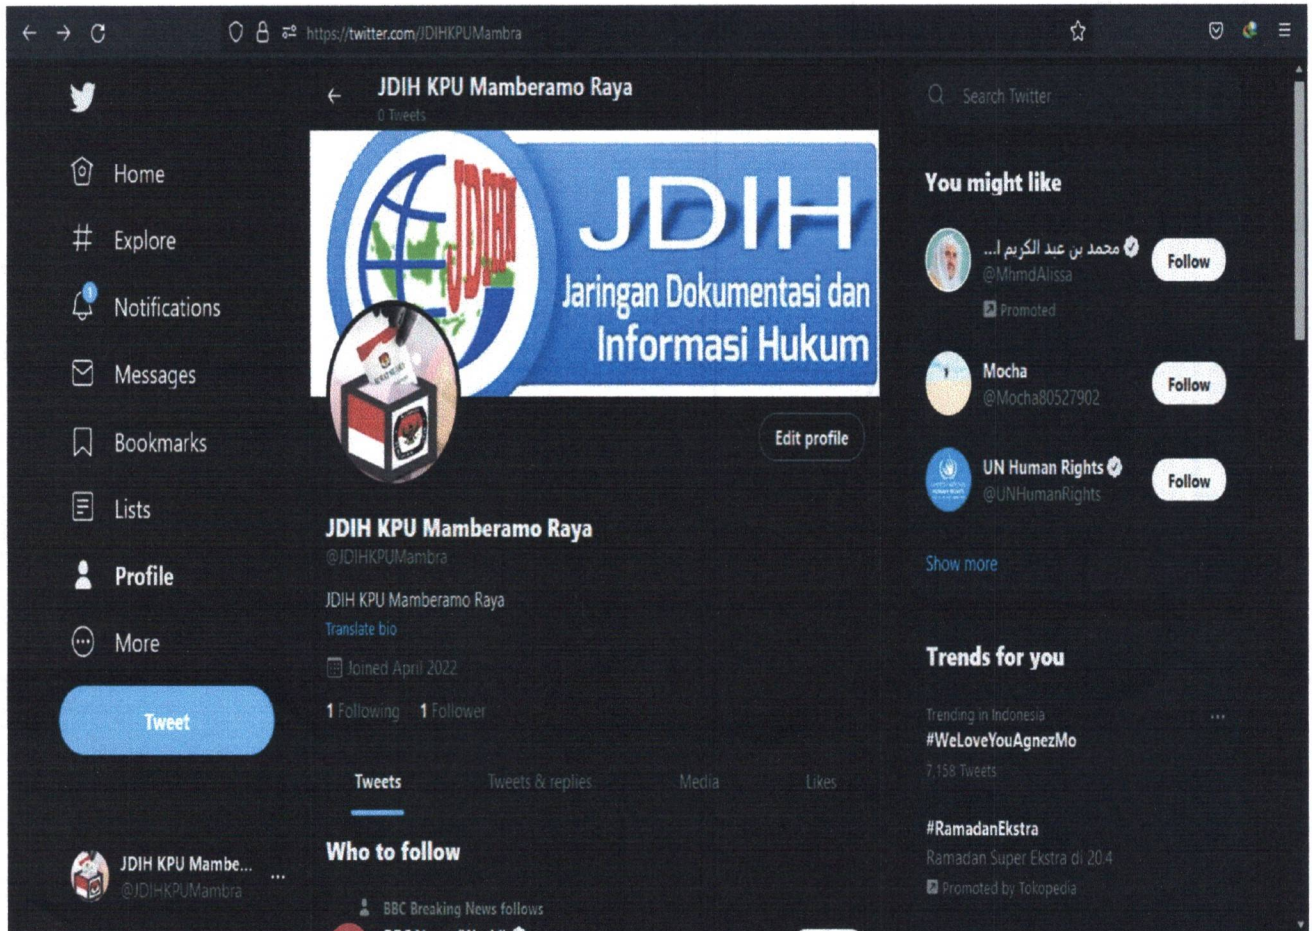 https://twitter.com/JDIHKPUMambra
Home
Explore
Notifications
1
Messages
Bookmarks
Lists
Profile
More
Tweet
JDIH KPU Mambe...
@JDIHKPUMambra
JDIH KPU Mamberamo Raya
0 Tweets
JDIHN
JDIH
Jaringan Dokumentasi dan
Informasi Hukum
Edit profile
JDIH KPU Mamberamo Raya
@JDIHKPUMambra
JDIH KPU Mamberamo Raya
Translate bio
Joined April 2022
1 Following 1 Follower
Tweets Tweets & replies Media Likes
Who to follow
BBC Breaking News follows
Search Twitter
You might like
محمد بن عبد الكريم ا...
@MhmdAlissa
Promoted
Follow
Mocha
@Mocha80527902
Follow
UN Human Rights
@UNHumanRights
Follow
Show more
Trends for you
Trending in Indonesia
#WeLoveYouAgnezMo
7,158 Tweets
#RamadanEkstra
Ramadan Super Ekstra di 20.4
Promoted by Tokopedia